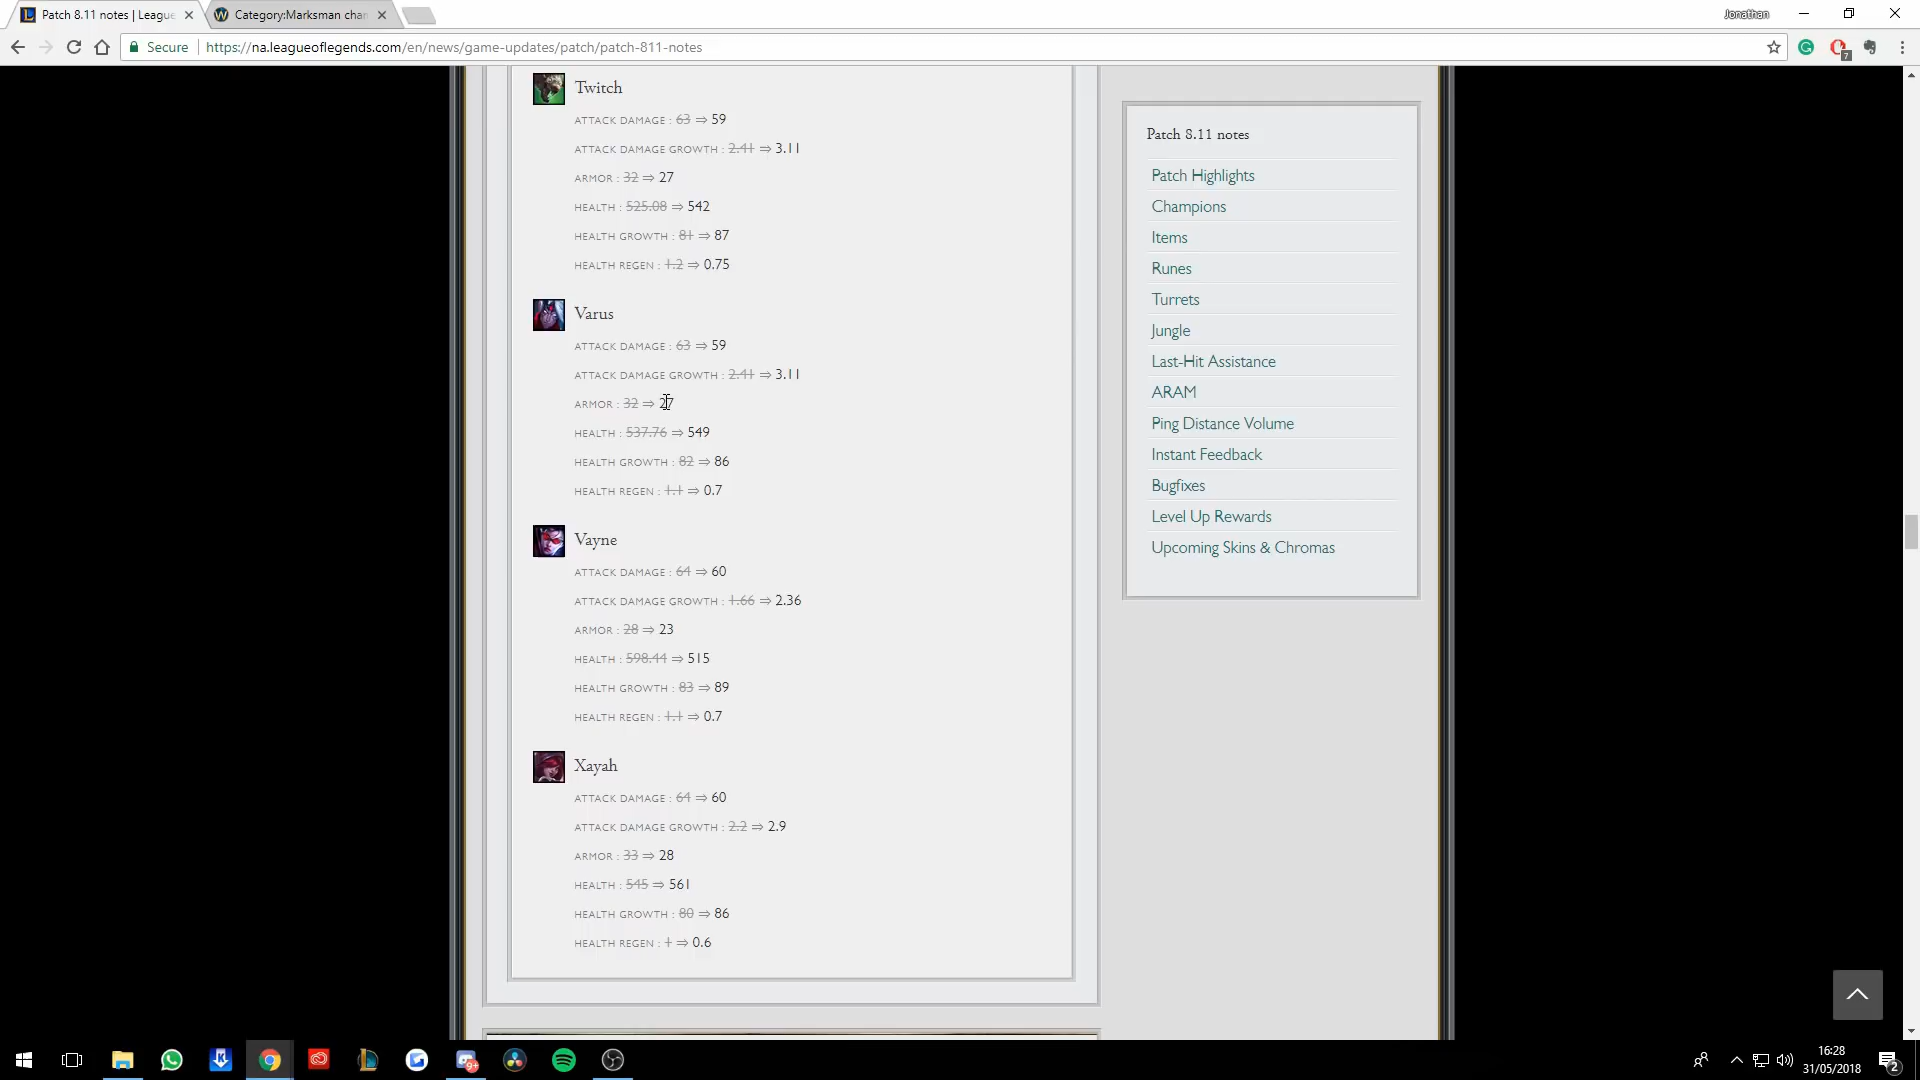 Patch 8.11 notes | League
Category:Marksman cham
Jonathan
Secure
https://na.leagueoflegends.com/en/news/game-updates/patch/patch-811-notes
7
Twitch
ATTACK DAMAGE : 63 ⇒ 59
ATTACK DAMAGE GROWTH : 2.41 ⇒ 3.11
ARMOR : 32 ⇒ 27
HEALTH : 525.08 ⇒ 542
HEALTH GROWTH : 81 ⇒ 87
HEALTH REGEN : 1.2 ⇒ 0.75
Varus
ATTACK DAMAGE : 63 ⇒ 59
ATTACK DAMAGE GROWTH : 2.41 ⇒ 3.11
ARMOR : 32 ⇒ 27
HEALTH : 537.76 ⇒ 549
HEALTH GROWTH : 82 ⇒ 86
HEALTH REGEN : 1.1 ⇒ 0.7
Vayne
ATTACK DAMAGE : 64 ⇒ 60
ATTACK DAMAGE GROWTH : 1.66 ⇒ 2.36
ARMOR : 28 ⇒ 23
HEALTH : 598.44 ⇒ 515
HEALTH GROWTH : 83 ⇒ 89
HEALTH REGEN : 1.1 ⇒ 0.7
Xayah
ATTACK DAMAGE : 64 ⇒ 60
ATTACK DAMAGE GROWTH : 2.2 ⇒ 2.9
ARMOR : 33 ⇒ 28
HEALTH : 545 ⇒ 561
HEALTH GROWTH : 80 ⇒ 86
HEALTH REGEN : 1 ⇒ 0.6
Patch 8.11 notes
Patch Highlights
Champions
Items
Runes
Turrets
Jungle
Last-Hit Assistance
ARAM
Ping Distance Volume
Instant Feedback
Bugfixes
Level Up Rewards
Upcoming Skins & Chromas
9+
16:28
31/05/2018
2